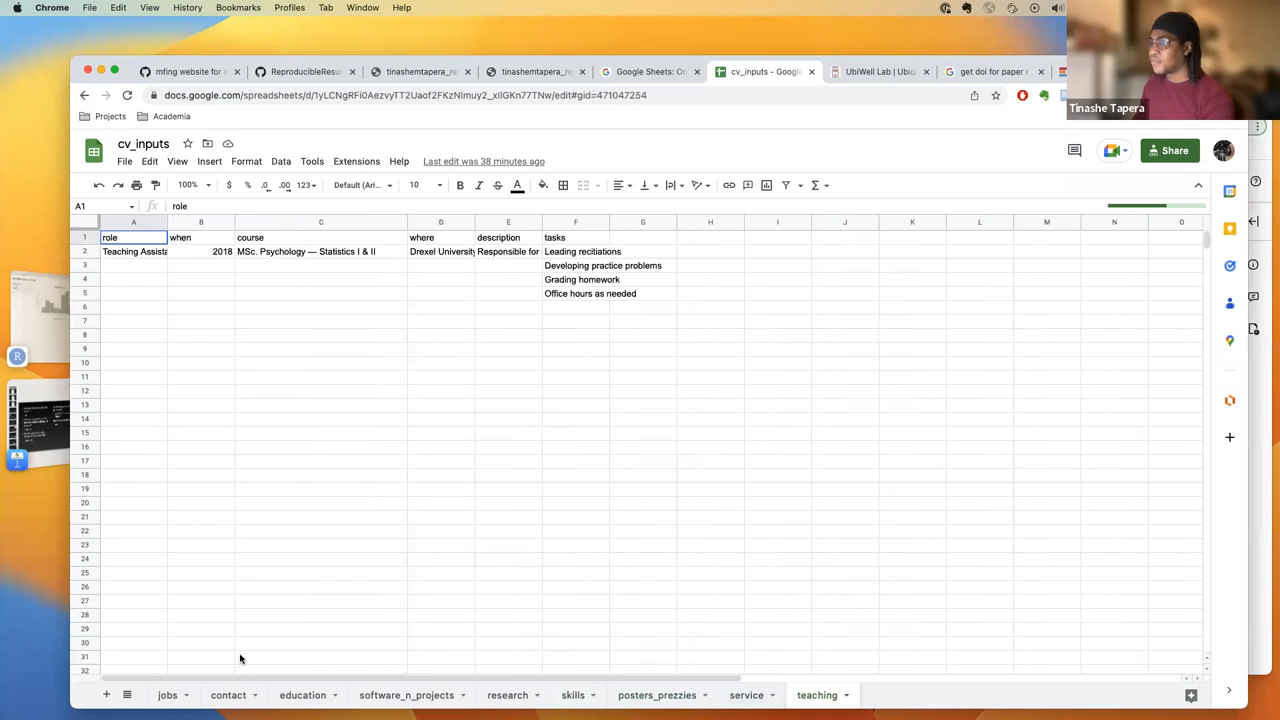 Chrome File Edit View History Bookmarks Profiles Tab Window Help
mfing website for n
ReproducibleResur
tinashemtapera_re
tinashemtapera_re
Google Sheets: On
cv_inputs - Google
UbiWell Lab | Ubiq
get doi for paper r
docs.google.com/spreadsheets/d/
/edit#gid=471047254
Projects Academia
Tinashe Tapera
cv_inputs
File Edit View Insert Format Data Tools Extensions Help Last edit was 38 minutes ago
Share
100% $ % .0 .00 123 Default (Ari... 10 B I S A
A1 fx role
A B C D E F G H I J K L M N O
1 role when course where description tasks
2 Teaching Assista 2018 MSc. Psychology — Statistics I & II Drexel University Responsible for Leading recitiations
3 Developing practice problems
4 Grading homework
5 Office hours as needed
6
7
8
9
10
11
12
13
14
15
16
17
18
19
20
21
22
23
24
25
26
27
28
29
30
31
32
R
jobs contact education software_n_projects research skills posters_prezzies service teaching